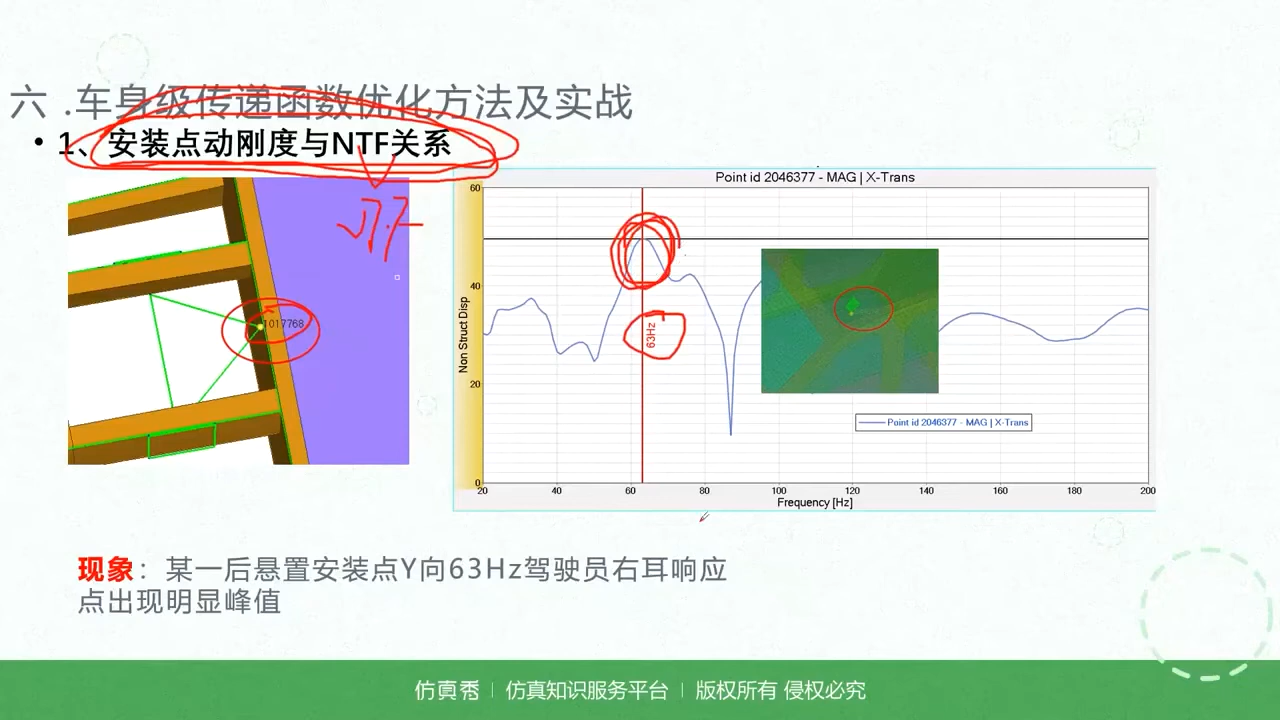 六 .车身级传递函数优化方法及实战
• 1、安装点动刚度与NTF关系
1017768
Point id 2046377 - MAG | X-Trans
Non Struct Disp
60
40
20
0
63Hz
Point id 2046377 - MAG | X-Trans
20 40 60 80 100 120 140 160 180 200
Frequency [Hz]
现象：某一后悬置安装点Y向63Hz驾驶员右耳响应
点出现明显峰值
仿真秀 | 仿真知识服务平台 | 版权所有 侵权必究